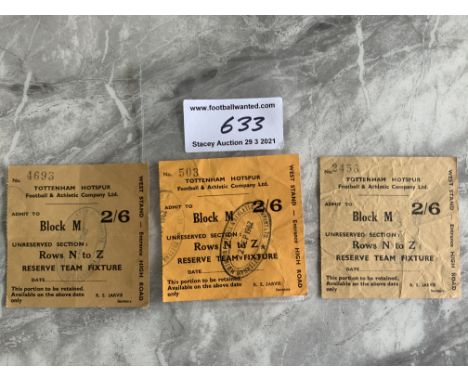 www.footballwanted.com
633
Stacey Auction 29 3 2021
No. 4693
TOTTENHAM HOTSPUR
Football & Athletic Company Ltd.
ADMIT TO
Block M 2/6
UNRESERVED SECTION:
Rows N to Z
RESERVE TEAM FIXTURE
DATE
This portion to be retained.
Available on the above date
only
R. S. JARVIS
Secretary
WEST STAND — Entrance HIGH ROAD
No. 503
TOTTENHAM HOTSPUR
Football & Athletic Company Ltd.
ADMIT TO
Block M 2/6
UNRESERVED SECTION:
Rows N to Z
RESERVE TEAM FIXTURE
DATE
This portion to be retained.
Available on the above date
only
R. S. JARVIS
Secretary
WEST STAND — Entrance HIGH ROAD
No. 2456
TOTTENHAM HOTSPUR
Football & Athletic Company Ltd.
ADMIT TO
Block M 2/6
UNRESERVED SECTION:
Rows N to Z
RESERVE TEAM FIXTURE
DATE
This portion to be retained.
Available on the above date
only
R. S. JARVIS
Secretary
WEST STAND — Entrance HIGH ROAD